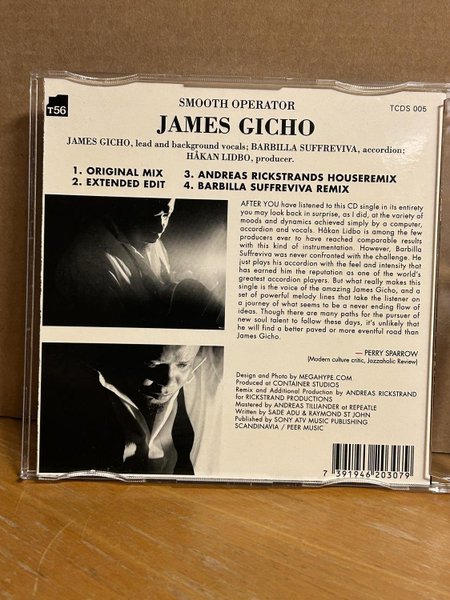 T56
SMOOTH OPERATOR
TCDS 005
JAMES GICHO
JAMES GICHO, lead and background vocals; BARBILLA SUFFREVIVA, accordion;
HÅKAN LIDBO, producer.
1. ORIGINAL MIX
2. EXTENDED EDIT
3. ANDREAS RICKSTRANDS HOUSEREMIX
4. BARBILLA SUFFREVIVA REMIX
AFTER YOU have listened to this CD single in its entirety
you may look back in surprise, as I did, at the variety of
moods and dynamics achieved simply by a computer,
accordion and vocals. Håkan Lidbo is among the few
producers ever to have reached comparable results
with this kind of instrumentation. However, Barbilla
Suffreviva was never confronted with the challenge. He
just plays his accordion with the feel and intensity that
has earned him the reputation as one of the world's
greatest accordion players. But what really makes this
single is the voice of the amazing James Gicho, and a
set of powerful melody lines that take the listener on
a journey of what seems to be a never ending flow of
ideas. Though there are many paths for the pursuer of
new soul talent to follow these days, it's unlikely that
he will find a better paved or more eventful road than
James Gicho.
— PERRY SPARROW
(Modern culture critic, Jazzaholic Review)
Design and Photo by MEGAHYPE.COM
Produced at CONTAINER STUDIOS
Remix and Additional Production by ANDREAS RICKSTRAND
for RICKSTRAND PRODUCTIONS
Mastered by ANDREAS TILLIANDER at REPEATLE
Written by SADE ADU & RAYMOND ST JOHN
Published by SONY ATV MUSIC PUBLISHING
SCANDINAVIA / PEER MUSIC
7 391946 203079